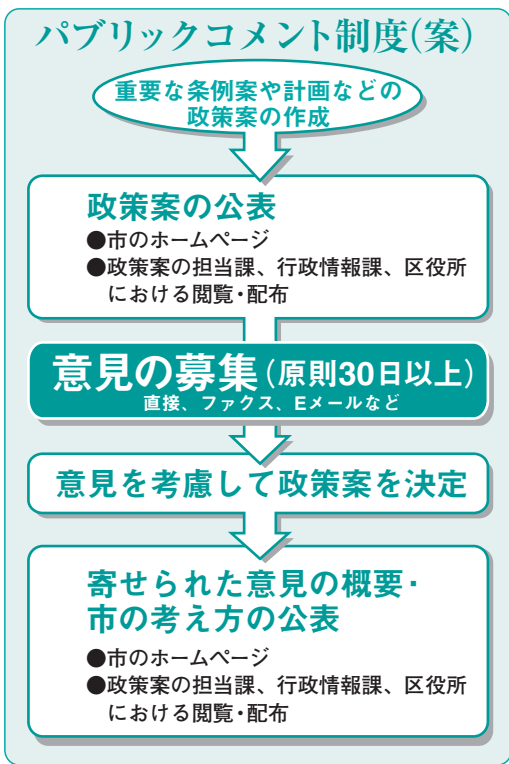 パブリックコメント制度(案)
重要な条例案や計画などの
政策案の作成
政策案の公表
●市のホームページ
●政策案の担当課、行政情報課、区役所
における閲覧・配布
意見の募集(原則30日以上)
直接、ファクス、Eメールなど
意見を考慮して政策案を決定
寄せられた意見の概要・
市の考え方の公表
●市のホームページ
●政策案の担当課、行政情報課、区役所
における閲覧・配布